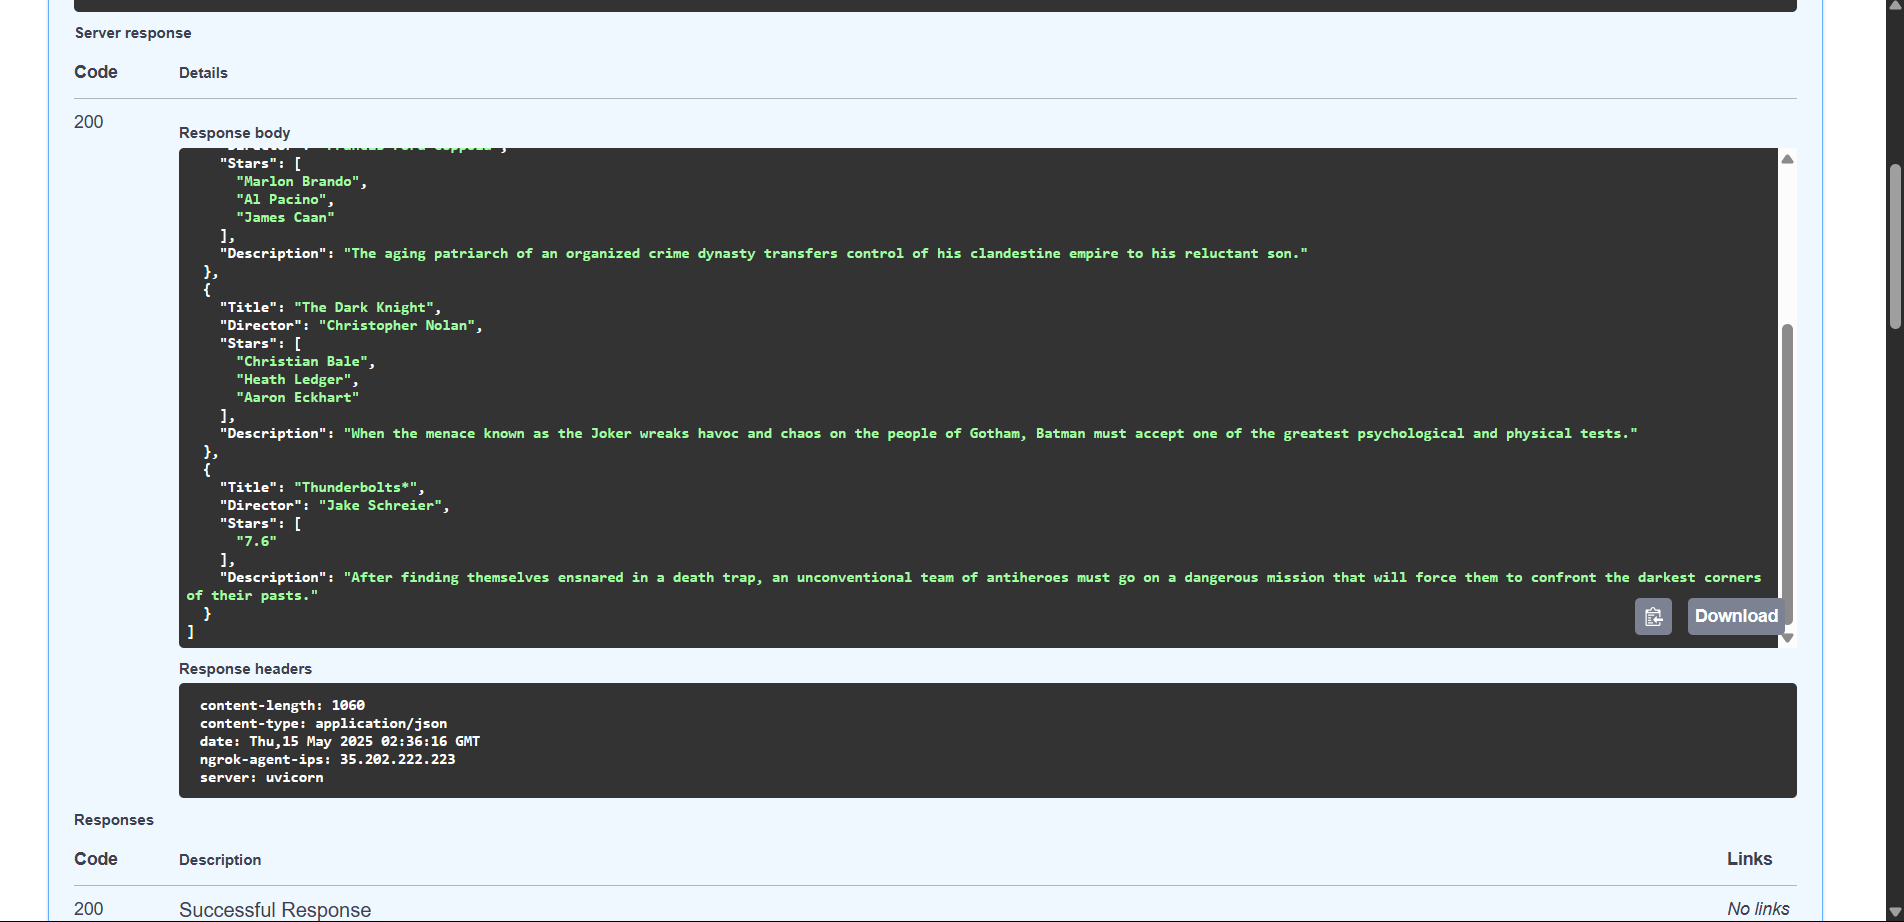 Server response
Code Details
200
Response body
"Stars": [
"Marlon Brando",
"Al Pacino",
"James Caan"
],
"Description": "The aging patriarch of an organized crime dynasty transfers control of his clandestine empire to his reluctant son."
},
{
"Title": "The Dark Knight",
"Director": "Christopher Nolan",
"Stars": [
"Christian Bale",
"Heath Ledger",
"Aaron Eckhart"
],
"Description": "When the menace known as the Joker wreaks havoc and chaos on the people of Gotham, Batman must accept one of the greatest psychological and physical tests."
},
{
"Title": "Thunderbolts*",
"Director": "Jake Schreier",
"Stars": [
"7.6"
],
"Description": "After finding themselves ensnared in a death trap, an unconventional team of antiheroes must go on a dangerous mission that will force them to confront the darkest corners
of their pasts."
}
]
Download
Response headers
content-length: 1060
content-type: application/json
date: Thu,15 May 2025 02:36:16 GMT
ngrok-agent-ips: 35.202.222.223
server: uvicorn
Responses
Code Description Links
200 Successful Response No links